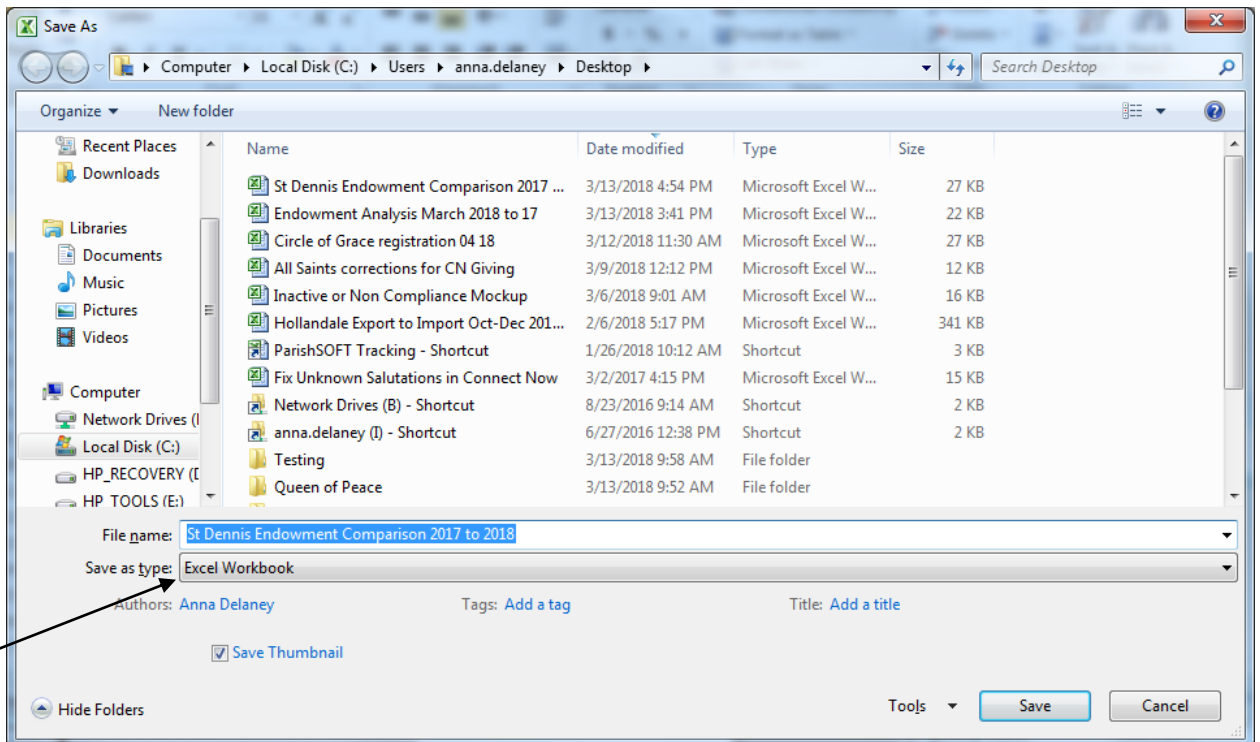 Save As
Computer Local Disk (C:) Users anna.delaney Desktop
Search Desktop
Organize New folder
Recent Places
Downloads
Libraries
Documents
Music
Pictures
Videos
Computer
Network Drives (
Local Disk (C:)
HP_RECOVERY (
HP_TOOLS (E:)
Name Date modified Type Size
St Dennis Endowment Comparison 2017 ... 3/13/2018 4:54 PM Microsoft Excel W... 27 KB
Endowment Analysis March 2018 to 17 3/13/2018 3:41 PM Microsoft Excel W... 22 KB
Circle of Grace registration 04 18 3/12/2018 11:30 AM Microsoft Excel W... 27 KB
All Saints corrections for CN Giving 3/9/2018 12:12 PM Microsoft Excel W... 12 KB
Inactive or Non Compliance Mockup 3/6/2018 9:01 AM Microsoft Excel W... 16 KB
Hollandale Export to Import Oct-Dec 201... 2/6/2018 5:17 PM Microsoft Excel W... 341 KB
ParishSOFT Tracking - Shortcut 1/26/2018 10:12 AM Shortcut 3 KB
Fix Unknown Salutations in Connect Now 3/2/2017 4:15 PM Microsoft Excel W... 15 KB
Network Drives (B) - Shortcut 8/23/2016 9:14 AM Shortcut 2 KB
anna.delaney (I) - Shortcut 6/27/2016 12:38 PM Shortcut 2 KB
Testing 3/13/2018 9:58 AM File folder
Queen of Peace 3/13/2018 9:52 AM File folder
File name: St Dennis Endowment Comparison 2017 to 2018
Save as type: Excel Workbook
Authors: Anna Delaney Tags: Add a tag Title: Add a title
Save Thumbnail
Hide Folders Tools Save Cancel